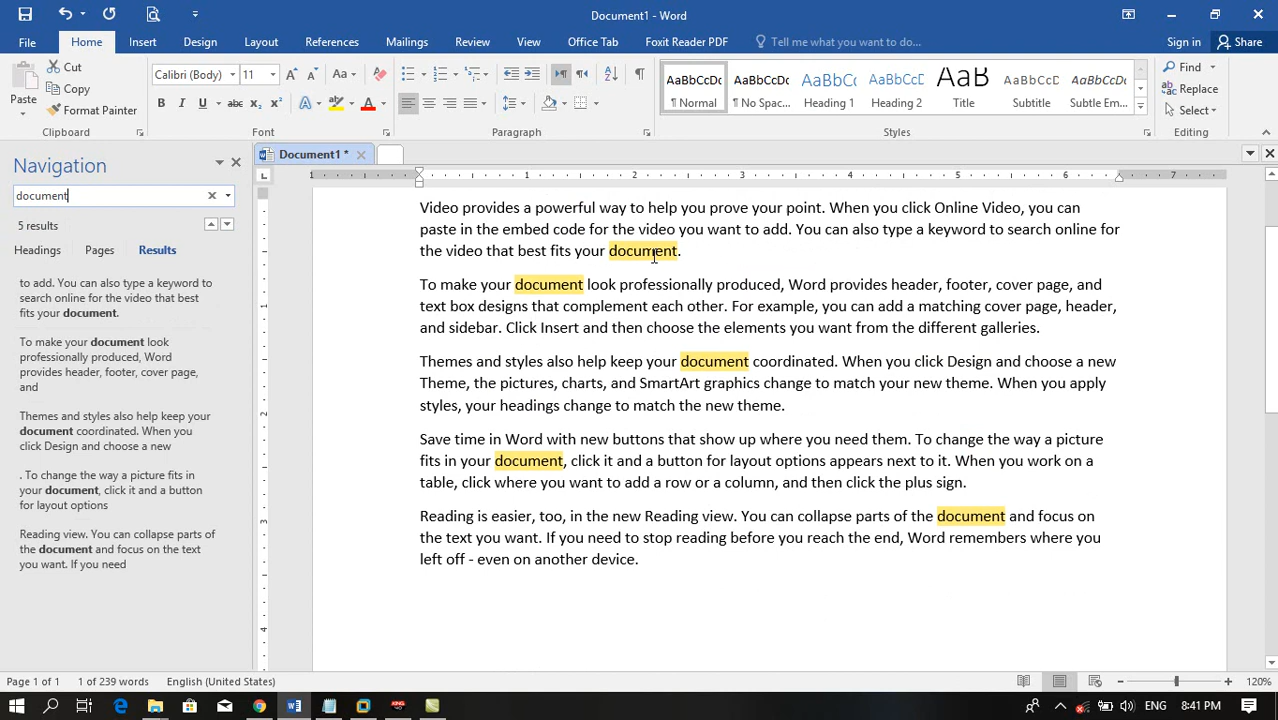 Document1 - Word
File Home Insert Design Layout References Mailings Review View Office Tab Foxit Reader PDF Tell me what you want to do... Sign in Share
Paste Cut Copy Format Painter Clipboard
Calibri (Body) 11 Aa A
B I U abc x₂ x² A ab A Font
Paragraph
AaBbCcDc ¶ Normal
AaBbCcDc ¶ No Spac...
AaBbC Heading 1
AaBbCcE Heading 2
AaB Title
AaBbCcD Subtitle
AaBbCcDc Subtle Em...
Styles
Find Replace Select Editing
Document1 *
Navigation
document
5 results
Headings Pages Results
to add. You can also type a keyword to
search online for the video that best
fits your document.
To make your document look
professionally produced, Word
provides header, footer, cover page,
and
Themes and styles also help keep your
document coordinated. When you
click Design and choose a new
. To change the way a picture fits in
your document, click it and a button
for layout options
Reading view. You can collapse parts of
the document and focus on the text
you want. If you need
1 1 2 3 4 5 6 7
1
2
3
4
Video provides a powerful way to help you prove your point. When you click Online Video, you can
paste in the embed code for the video you want to add. You can also type a keyword to search online for
the video that best fits your document.
To make your document look professionally produced, Word provides header, footer, cover page, and
text box designs that complement each other. For example, you can add a matching cover page, header,
and sidebar. Click Insert and then choose the elements you want from the different galleries.
Themes and styles also help keep your document coordinated. When you click Design and choose a new
Theme, the pictures, charts, and SmartArt graphics change to match your new theme. When you apply
styles, your headings change to match the new theme.
Save time in Word with new buttons that show up where you need them. To change the way a picture
fits in your document, click it and a button for layout options appears next to it. When you work on a
table, click where you want to add a row or a column, and then click the plus sign.
Reading is easier, too, in the new Reading view. You can collapse parts of the document and focus on
the text you want. If you need to stop reading before you reach the end, Word remembers where you
left off - even on another device.
Page 1 of 1 1 of 239 words English (United States) 120%
8:41 PM